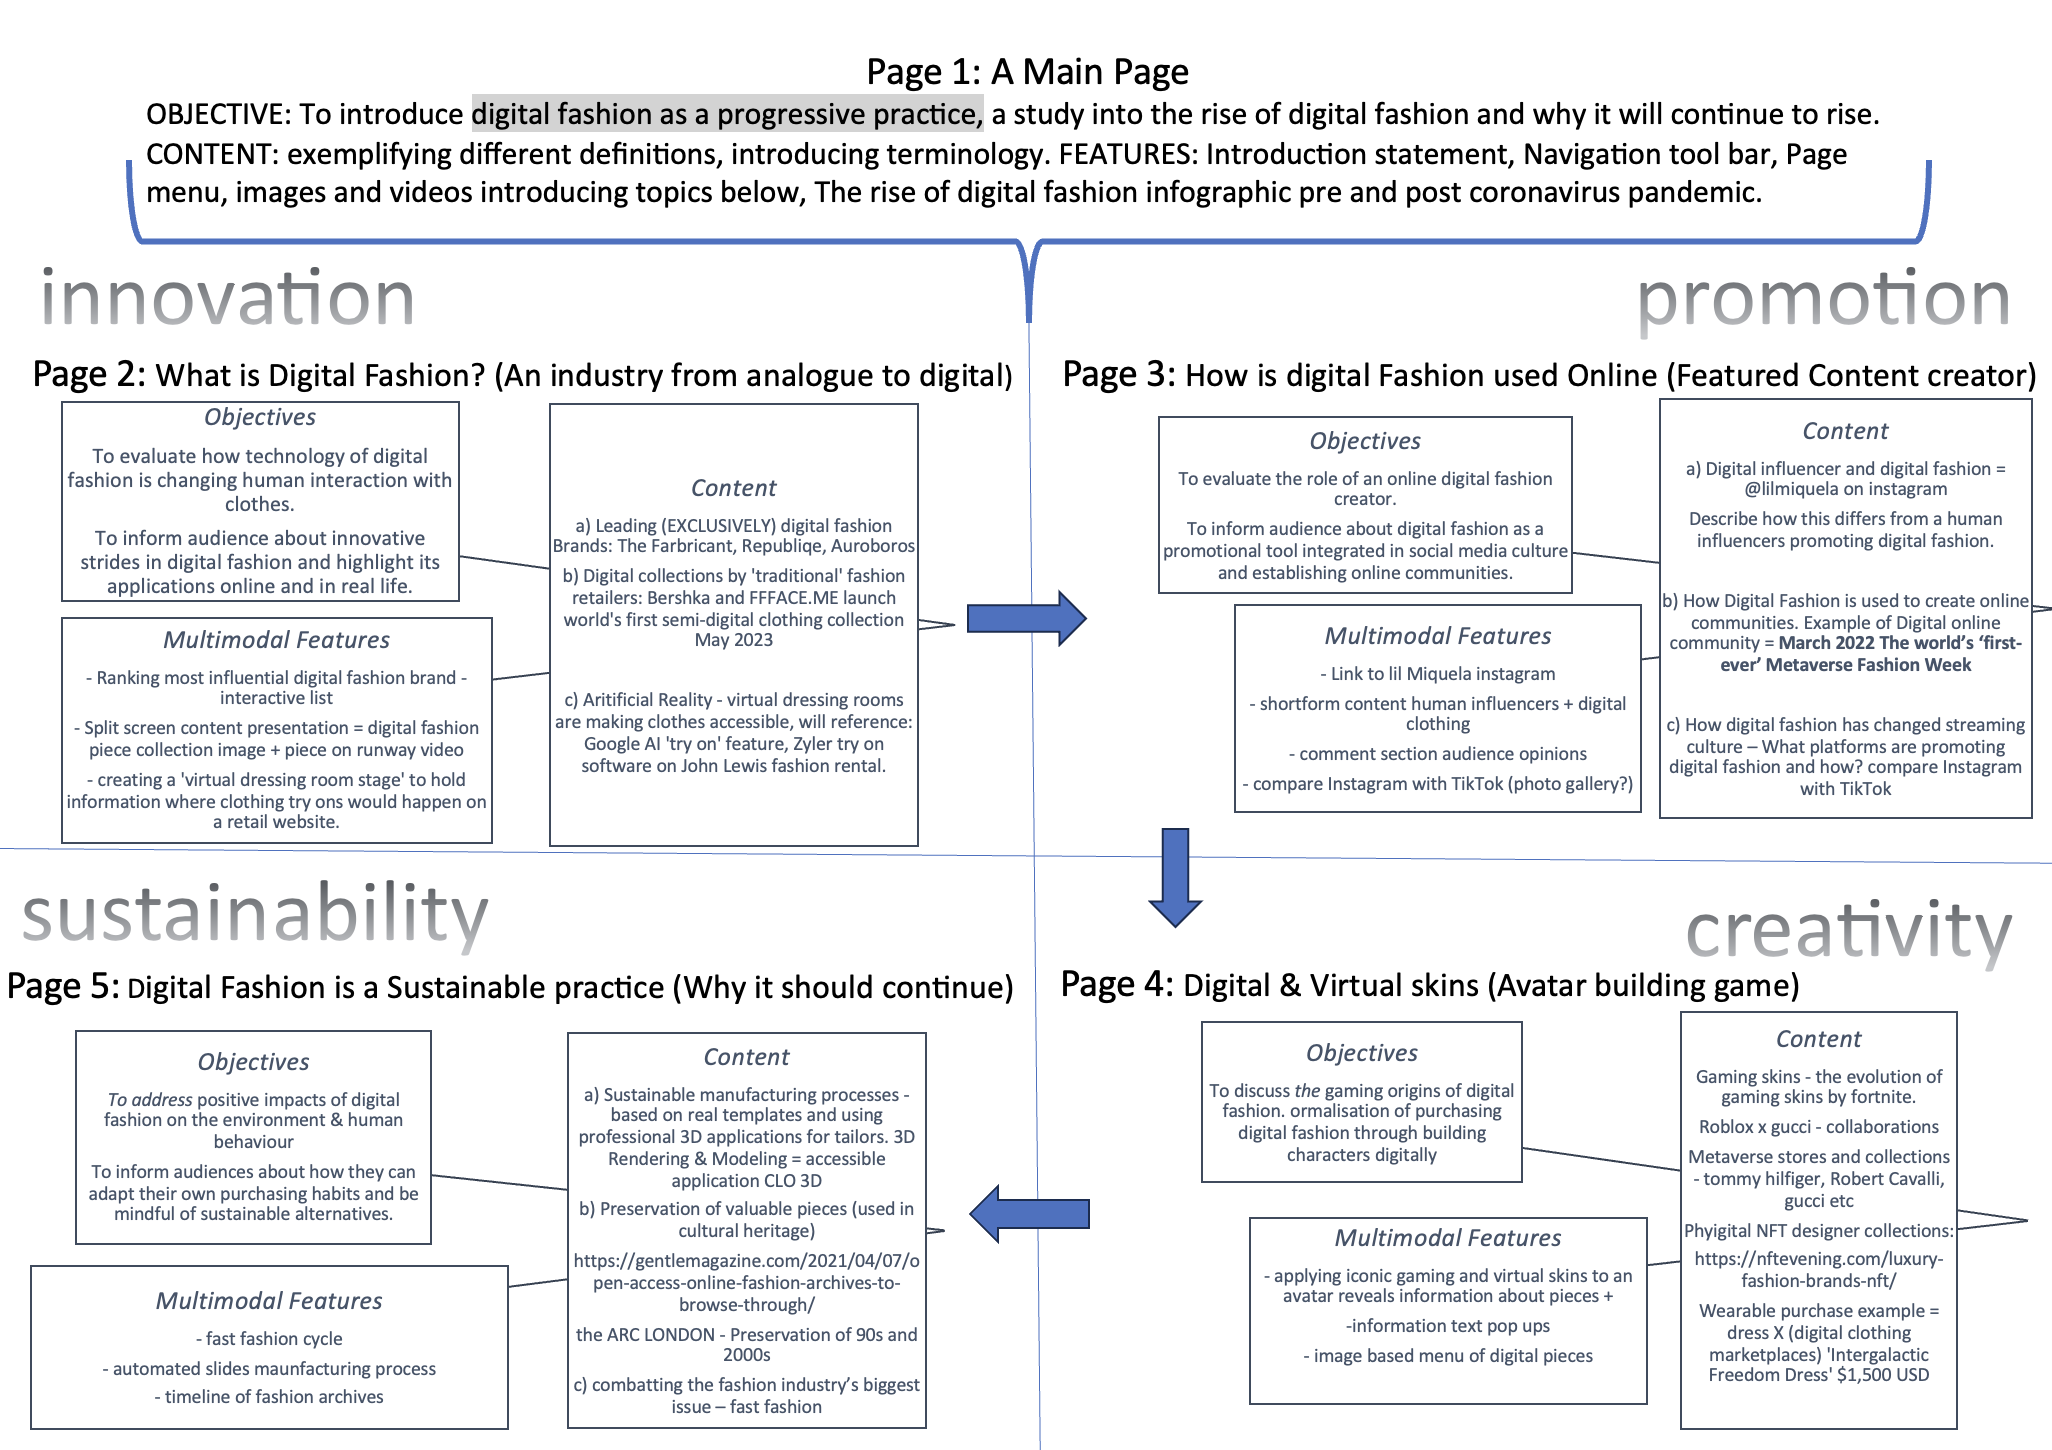 Page 1: A Main Page
OBJECTIVE: To introduce digital fashion as a progressive practice, a study into the rise of digital fashion and why it will continue to rise.
CONTENT: exemplifying different definitions, introducing terminology. FEATURES: Introduction statement, Navigation tool bar, Page
menu, images and videos introducing topics below, The rise of digital fashion infographic pre and post coronavirus pandemic.
innovation
Page 2: What is Digital Fashion? (An industry from analogue to digital)
Objectives
To evaluate how technology of digital
fashion is changing human interaction with
clothes.
To inform audience about innovative
strides in digital fashion and highlight its
applications online and in real life.
Multimodal Features
- Ranking most influential digital fashion brand -
interactive list
- Split screen content presentation = digital fashion
piece collection image + piece on runway video
- creating a 'virtual dressing room stage' to hold
information where clothing try ons would happen on
a retail website.
Content
a) Leading (EXCLUSIVELY) digital fashion
Brands: The Farbricant, Republiqe, Auroboros
b) Digital collections by 'traditional' fashion
retailers: Bershka and FFFACE.ME launch
world's first semi-digital clothing collection
May 2023
c) Aritificial Reality - virtual dressing rooms
are making clothes accessible, will reference:
Google AI 'try on' feature, Zyler try on
software on John Lewis fashion rental.
promotion
Page 3: How is digital Fashion used Online (Featured Content creator)
Objectives
To evaluate the role of an online digital fashion
creator.
To inform audience about digital fashion as a
promotional tool integrated in social media culture
and establishing online communities.
Multimodal Features
- Link to lil Miquela instagram
- shortform content human influencers + digital
clothing
- comment section audience opinions
- compare Instagram with TikTok (photo gallery?)
Content
a) Digital influencer and digital fashion =
@lilmiquela on instagram
Describe how this differs from a human
influencers promoting digital fashion.
b) How Digital Fashion is used to create online
communities. Example of Digital online
community = March 2022 The world's 'first-
ever' Metaverse Fashion Week
c) How digital fashion has changed streaming
culture – What platforms are promoting
digital fashion and how? compare Instagram
with TikTok
creativity
Page 4: Digital & Virtual skins (Avatar building game)
Objectives
To discuss the gaming origins of digital
fashion. ormalisation of purchasing
digital fashion through building
characters digitally
Multimodal Features
- applying iconic gaming and virtual skins to an
avatar reveals information about pieces +
-information text pop ups
- image based menu of digital pieces
Content
Gaming skins - the evolution of
gaming skins by fortnite.
Roblox x gucci - collaborations
Metaverse stores and collections
- tommy hilfiger, Robert Cavalli,
gucci etc
Phyigital NFT designer collections:
https://nftevening.com/luxury-
fashion-brands-nft/
Wearable purchase example =
dress X (digital clothing
marketplaces) 'Intergalactic
Freedom Dress' $1,500 USD
sustainability
Page 5: Digital Fashion is a Sustainable practice (Why it should continue)
Objectives
To address positive impacts of digital
fashion on the environment & human
behaviour
To inform audiences about how they can
adapt their own purchasing habits and be
mindful of sustainable alternatives.
Multimodal Features
- fast fashion cycle
- automated slides maunfacturing process
- timeline of fashion archives
Content
a) Sustainable manufacturing processes -
based on real templates and using
professional 3D applications for tailors. 3D
Rendering & Modeling = accessible
application CLO 3D
b) Preservation of valuable pieces (used in
cultural heritage)
https://gentlemagazine.com/2021/04/07/o
pen-access-online-fashion-archives-to-
browse-through/
the ARC LONDON - Preservation of 90s and
2000s
c) combatting the fashion industry's biggest
issue – fast fashion